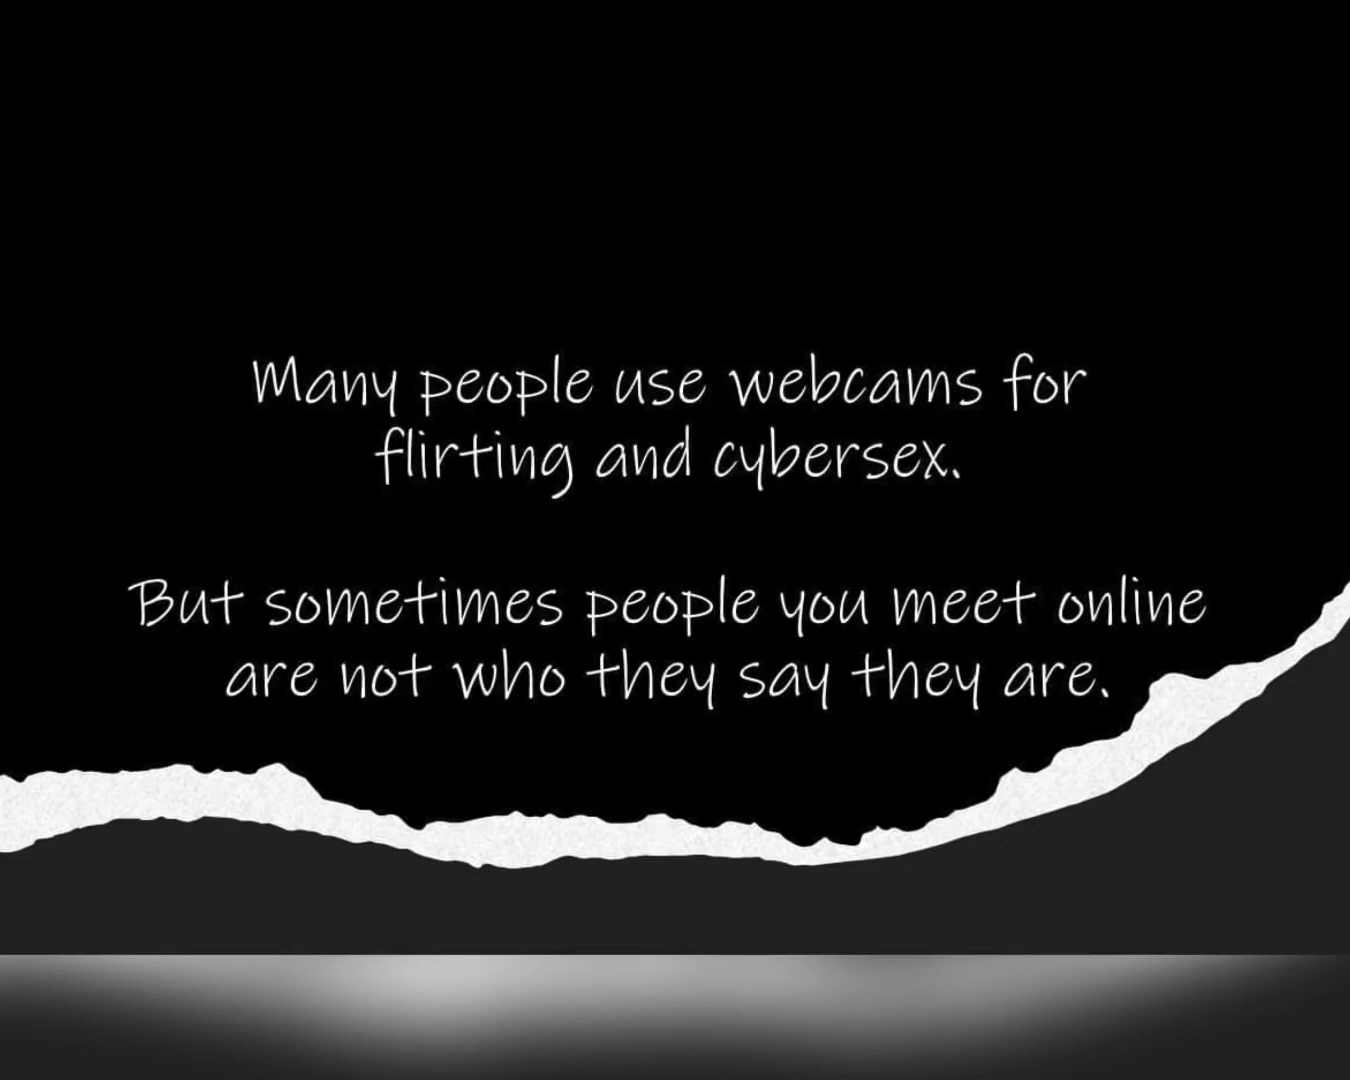 Many people use webcams for
flirting and cybersex.
But sometimes people you meet online
are not who they say they are.